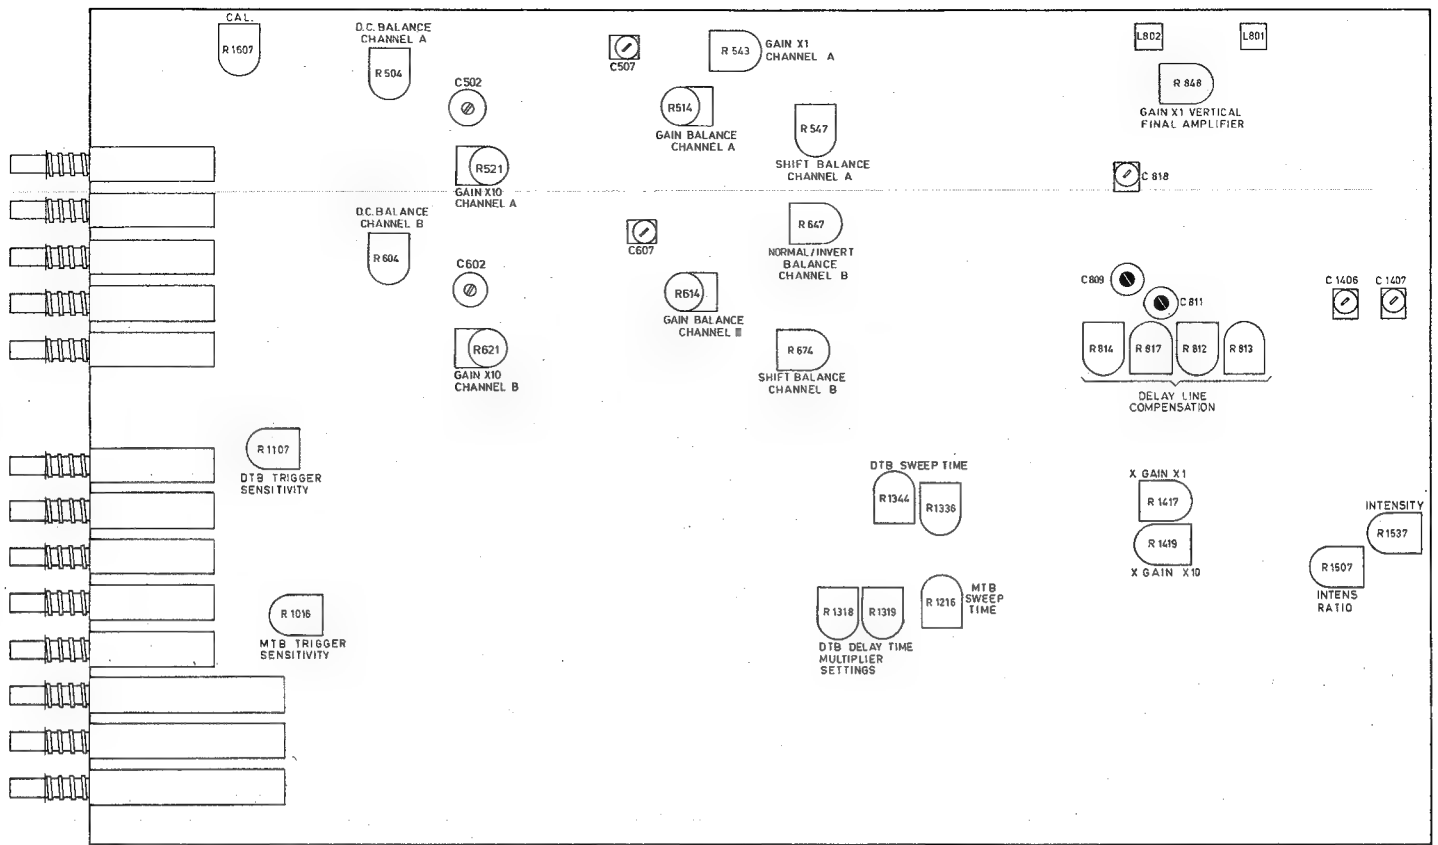 CAL.
R 1607
D.C. BALANCE
CHANNEL A
R 504
C502
C507
R 543
GAIN X1
CHANNEL A
R514
GAIN BALANCE
CHANNEL A
R 547
SHIFT BALANCE
CHANNEL A
L802
L801
R 848
GAIN X1 VERTICAL
FINAL AMPLIFIER
R521
GAIN X10
CHANNEL A
C 818
D.C. BALANCE
CHANNEL B
R 604
C602
C607
R 647
NORMAL/INVERT
BALANCE
CHANNEL B
R614
GAIN BALANCE
CHANNEL B
C809
C 811
C 1406
C 1407
R621
GAIN X10
CHANNEL B
R 674
SHIFT BALANCE
CHANNEL B
R 814
R 817
R 812
R 813
DELAY LINE
COMPENSATION
R 1107
DTB TRIGGER
SENSITIVITY
DTB SWEEP TIME
R1344
R1336
X GAIN X1
R 1417
R 1419
X GAIN X10
INTENSITY
R1537
R 1507
INTENS
RATIO
R 1016
MTB TRIGGER
SENSITIVITY
R 1318
R 1319
DTB DELAY TIME
MULTIPLIER
SETTINGS
R 1216
MTB
SWEEP
TIME